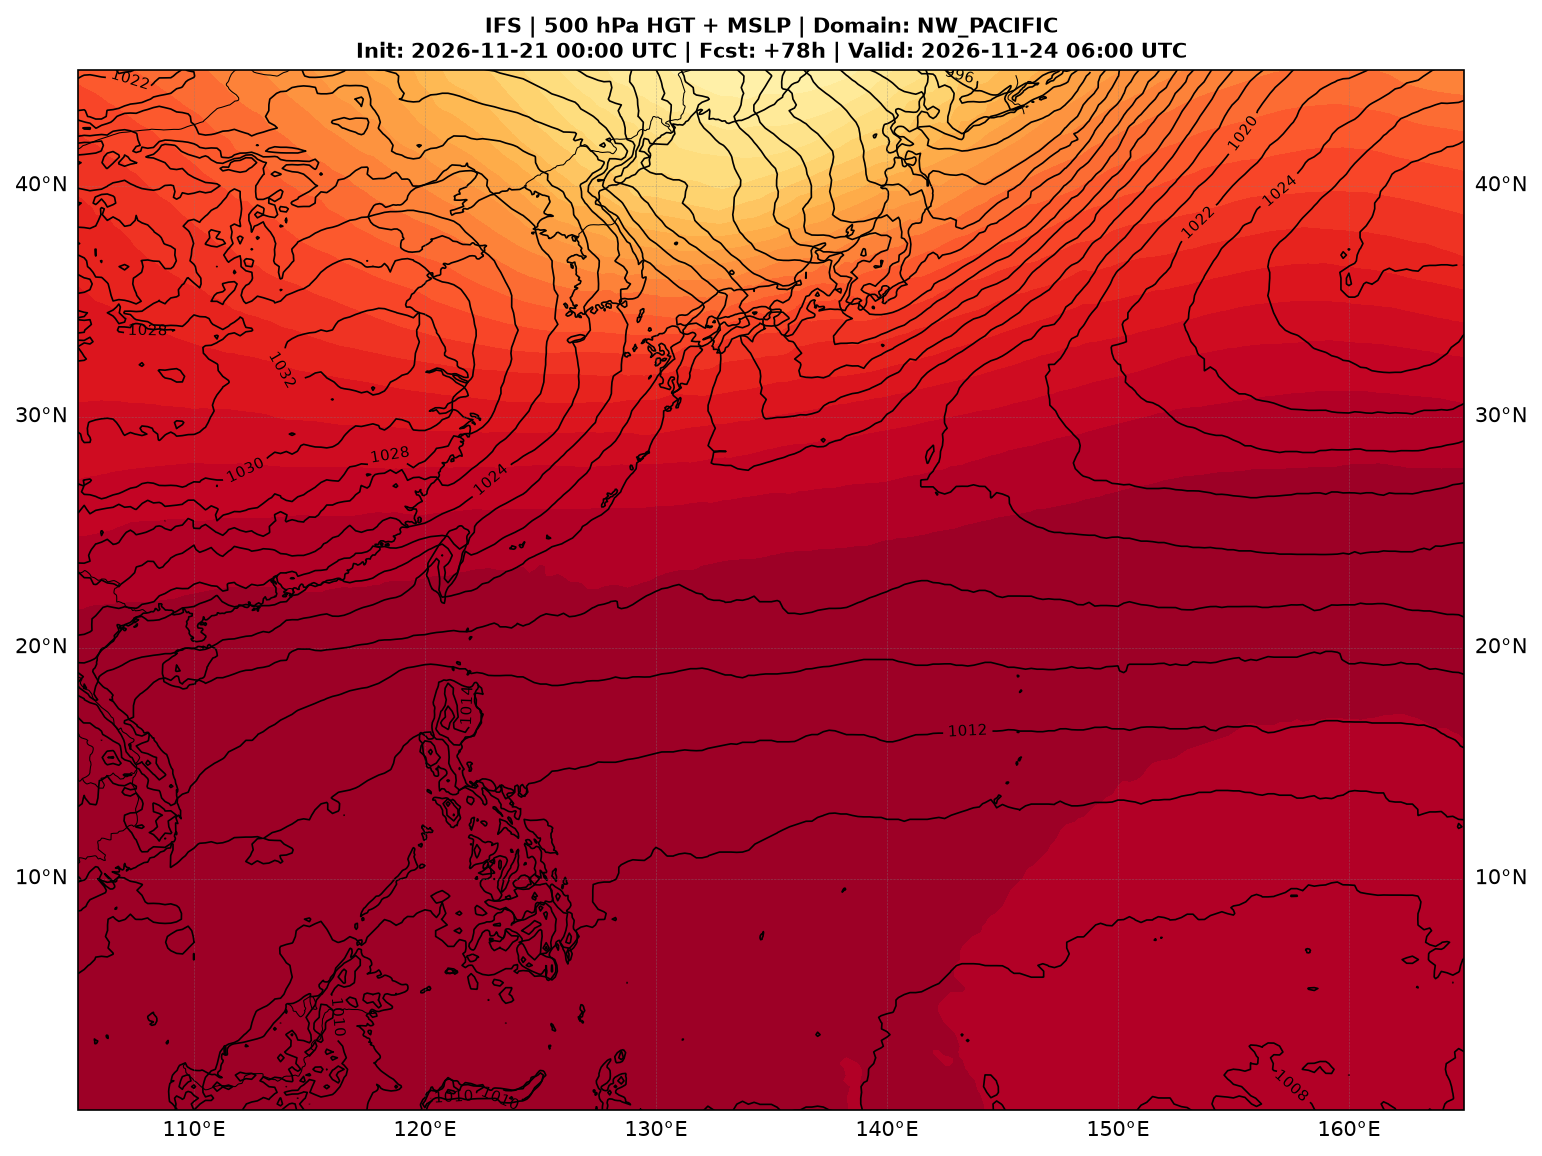 IFS | 500 hPa HGT + MSLP | Domain: NW_PACIFIC
Init: 2026-11-21 00:00 UTC | Fcst: +78h | Valid: 2026-11-24 06:00 UTC
1022
996
1020
40°N
40°N
1024
1022
1028
1032
30°N
30°N
1028
1030
1024
20°N
20°N
1014
1012
10°N
10°N
1010
1008
1010
1010
110°E
120°E
130°E
140°E
150°E
160°E